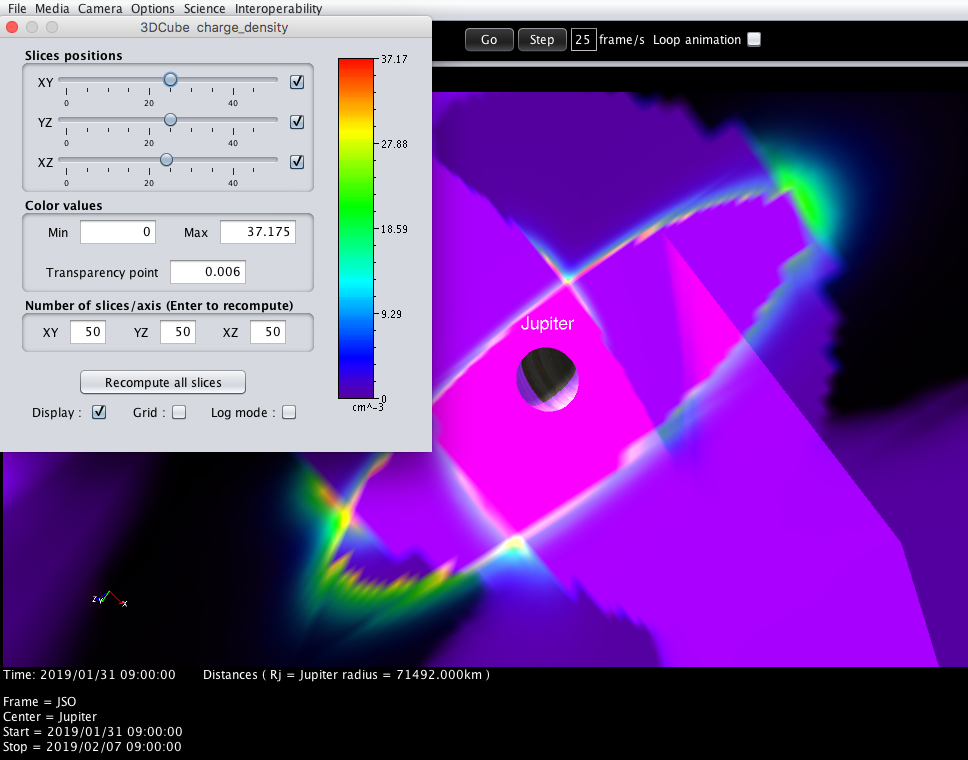 File Media Camera Options Science Interoperability
3DCube charge_density
Go Step 25 frame/s Loop animation
Slices positions
XY
0 20 40
YZ
0 20 40
XZ
0 20 40
Color values
Min 0 Max 37.175
Transparency point 0.006
Number of slices/axis (Enter to recompute)
XY 50 YZ 50 XZ 50
Recompute all slices
Display : Grid : Log mode :
37.17
27.88
18.59
9.29
0
cm^-3
Jupiter
Z Y X
Time: 2019/01/31 09:00:00 Distances ( Rj = Jupiter radius = 71492.000km )
Frame = JSO
Center = Jupiter
Start = 2019/01/31 09:00:00
Stop = 2019/02/07 09:00:00